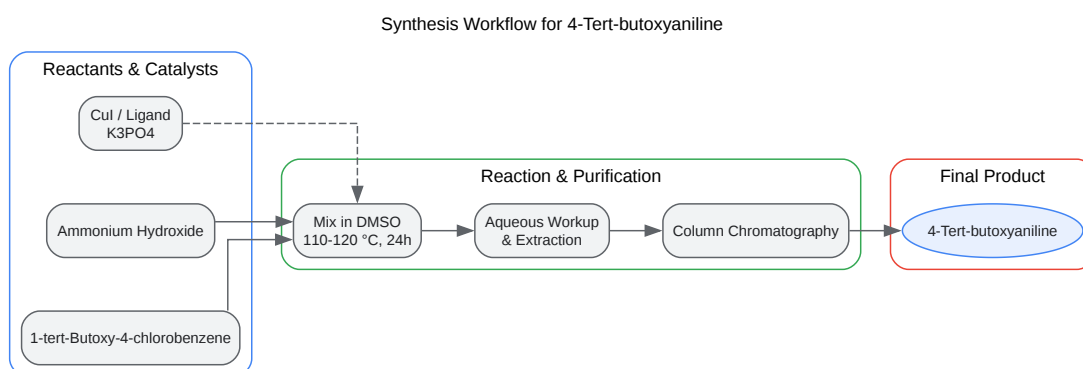 Synthesis Workflow for 4-Tert-butoxyaniline
Reactants & Catalysts
CuI / Ligand
K3PO4
Ammonium Hydroxide
1-tert-Butoxy-4-chlorobenzene
Reaction & Purification
Mix in DMSO
110-120 °C, 24h
Aqueous Workup
& Extraction
Column Chromatography
Final Product
4-Tert-butoxyaniline